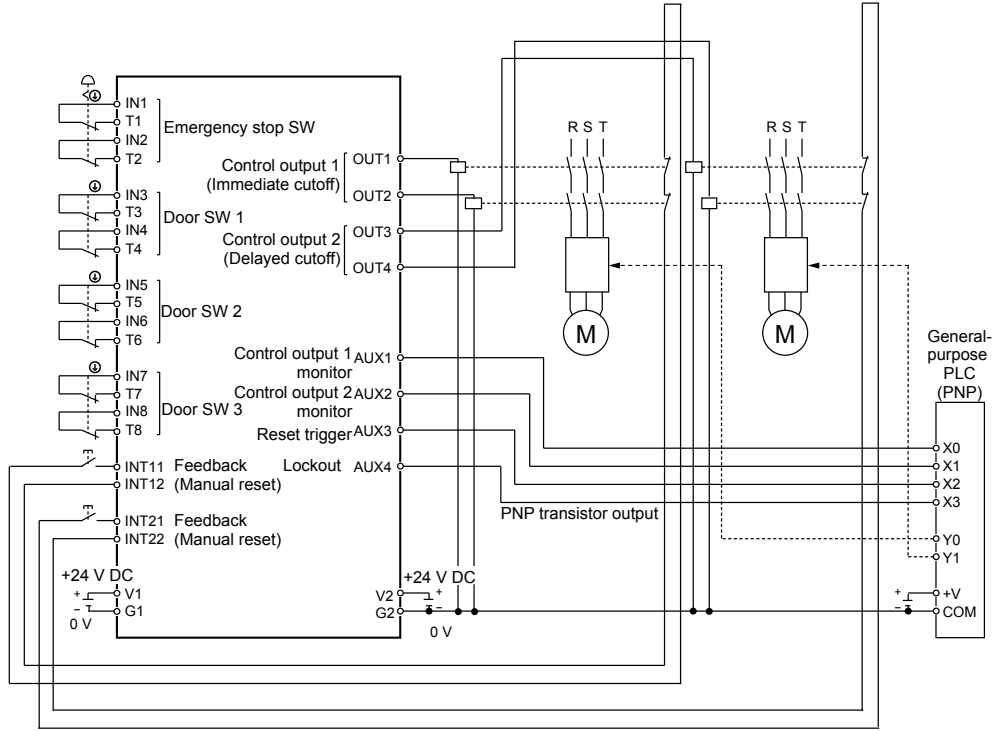 IN1
T1
IN2
T2
Emergency stop SW
IN3
T3
IN4
T4
Door SW 1
IN5
T5
IN6
T6
Door SW 2
IN7
T7
IN8
T8
Door SW 3
INT11 Feedback
INT12 (Manual reset)
INT21 Feedback
INT22 (Manual reset)
+24 V DC
+
−
V1
G1
0 V
Control output 1
(Immediate cutoff)
OUT1
OUT2
Control output 2
(Delayed cutoff)
OUT3
OUT4
Control output 1
monitor
AUX1
Control output 2
monitor
AUX2
Reset trigger AUX3
Lockout AUX4
PNP transistor output
+24 V DC
V2
G2
+
−
0 V
R S T
M
R S T
M
General-
purpose
PLC
(PNP)
X0
X1
X2
X3
Y0
Y1
+
−
+V
COM